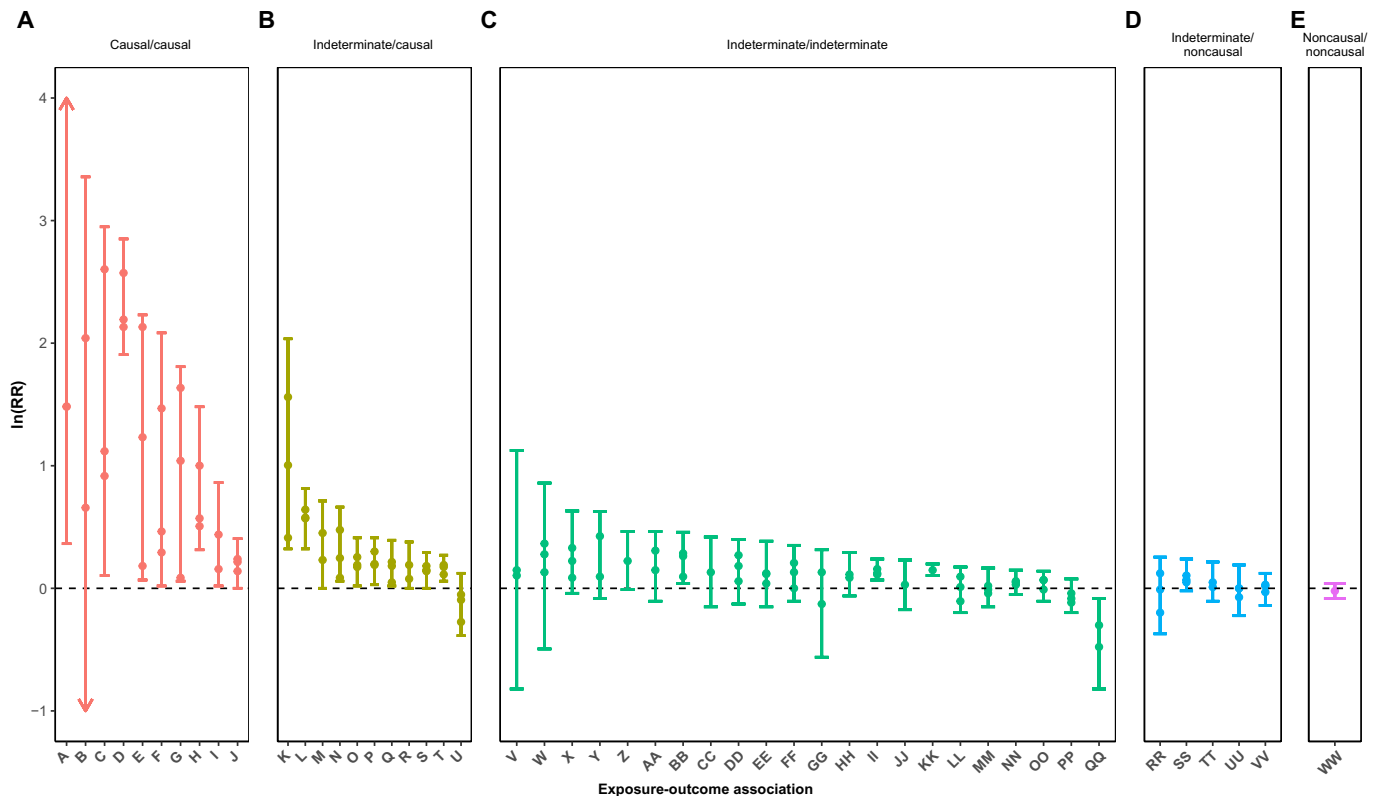 A B C D E
Causal/causal Indeterminate/causal Indeterminate/indeterminate Indeterminate/ Noncausal/
noncausal noncausal
4
3
2
1
0
−1
ln(RR)
A B C D E F G H I J K L M N O P Q R S T U V W X Y Z AA BB CC DD EE FF GG HH II JJ KK LL MM NN OO PP QQ RR SS TT UU VV WW
Exposure-outcome association